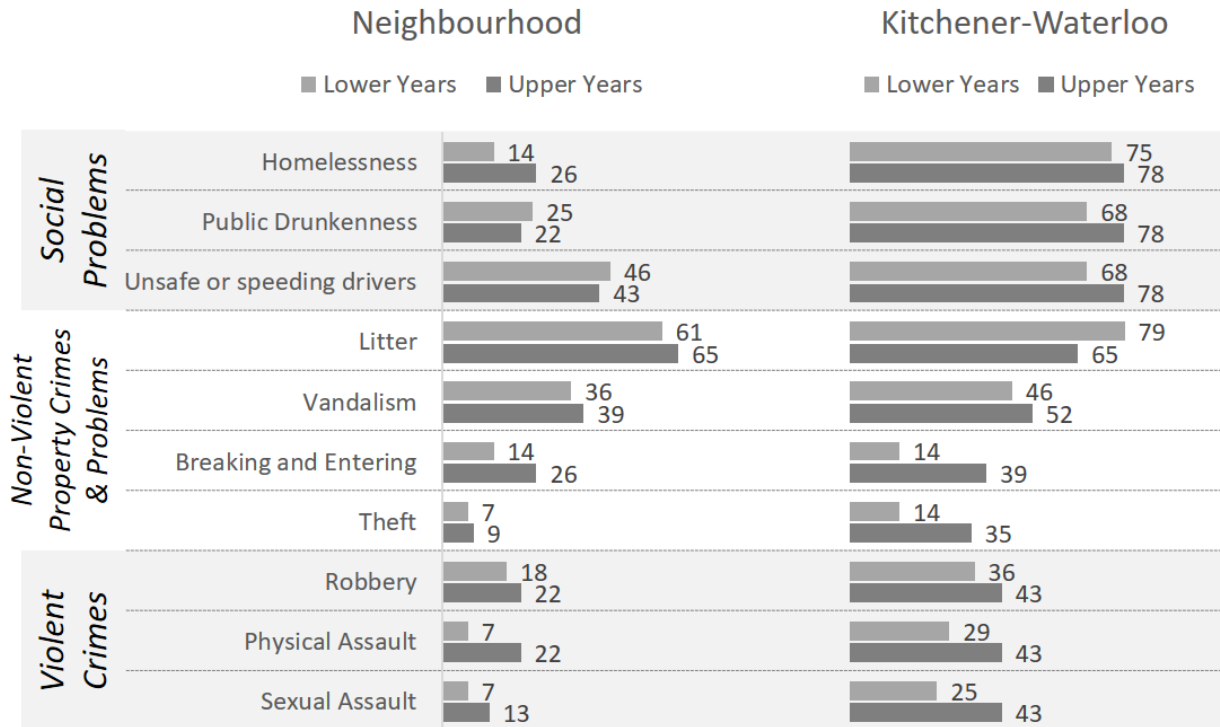 Neighbourhood
Kitchener-Waterloo
Lower Years Upper Years
Lower Years Upper Years
Social
Problems
Homelessness
14
26
75
78
Public Drunkenness
25
22
68
78
Unsafe or speeding drivers
46
43
68
78
Non-Violent
Property Crimes
& Problems
Litter
61
65
79
65
Vandalism
36
39
46
52
Breaking and Entering
14
26
14
39
Theft
7
9
14
35
Violent
Crimes
Robbery
18
22
36
43
Physical Assault
7
22
29
43
Sexual Assault
7
13
25
43